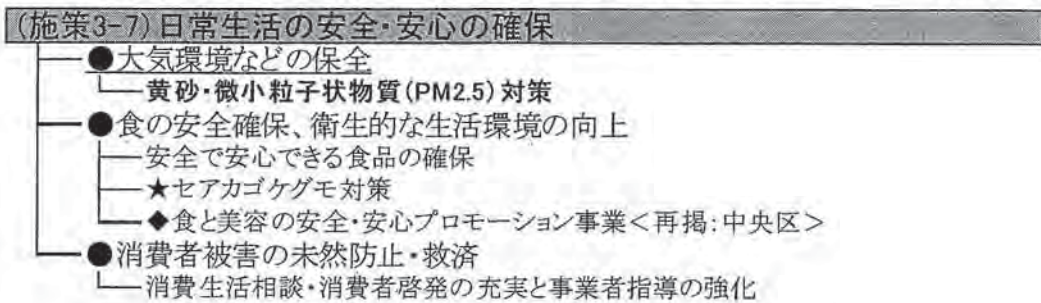 (施策3-7)日常生活の安全・安心の確保
●大気環境などの保全
黄砂・微小粒子状物質(PM2.5)対策
●食の安全確保、衛生的な生活環境の向上
安全で安心できる食品の確保
★セアカゴケグモ対策
◆食と美容の安全・安心プロモーション事業<再掲:中央区>
●消費者被害の未然防止・救済
消費生活相談・消費者啓発の充実と事業者指導の強化